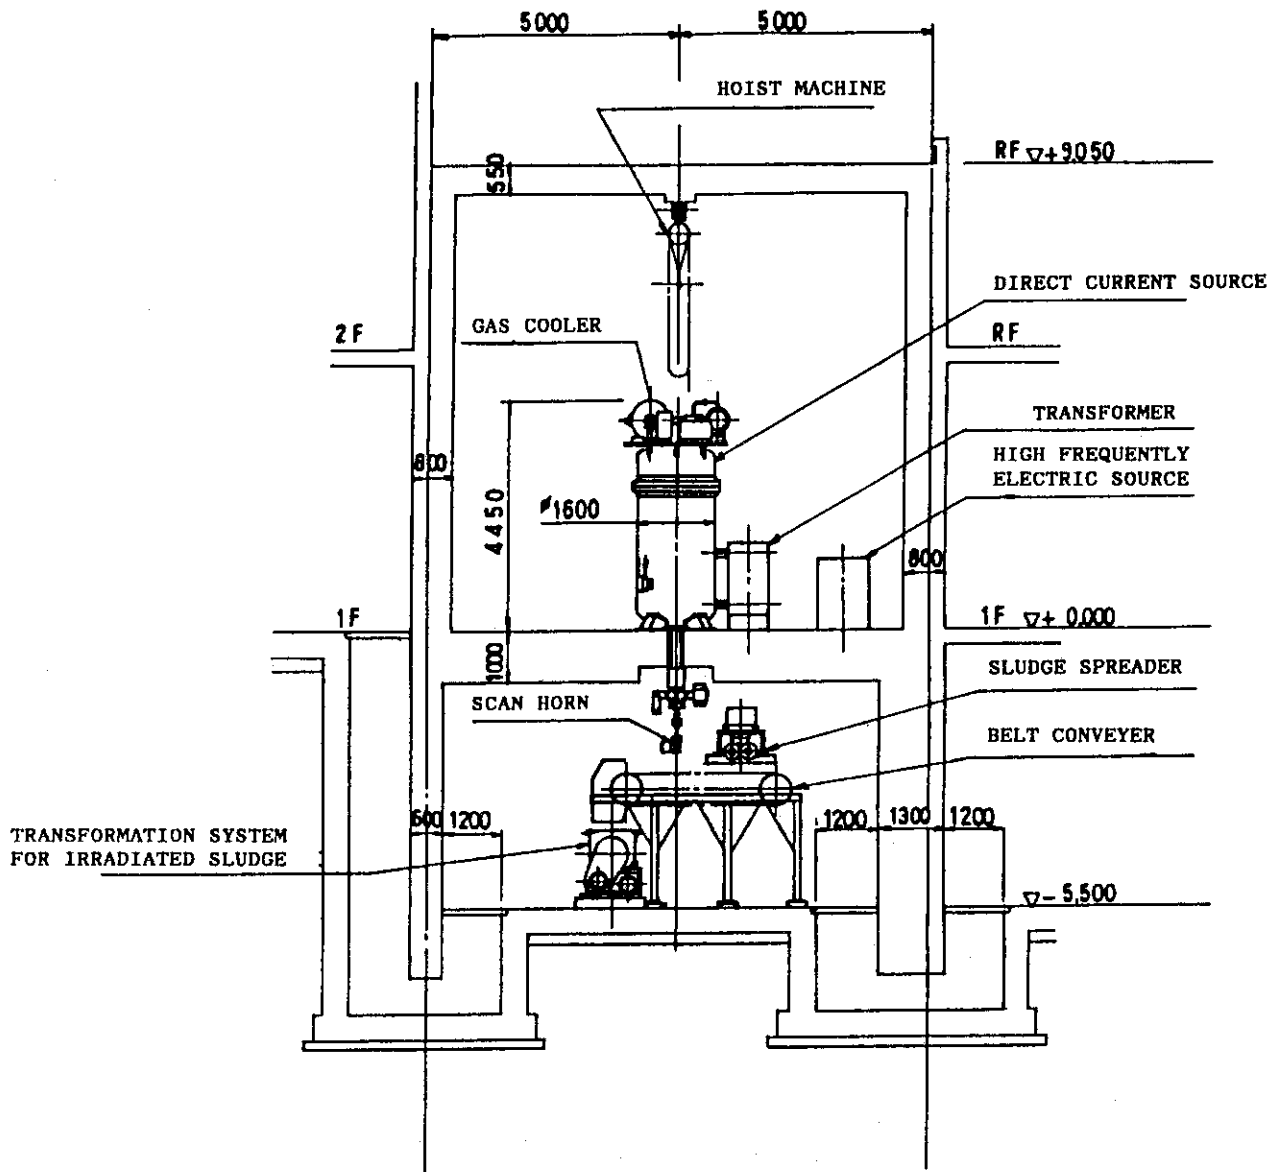 5000
5000
HOIST MACHINE
RF ▽+9.050
550
DIRECT CURRENT SOURCE
GAS COOLER
2F
RF
TRANSFORMER
HIGH FREQUENTLY
ELECTRIC SOURCE
800
4450
ø1600
800
1F
1F ▽+ 0.000
1000
SLUDGE SPREADER
SCAN HORN
BELT CONVEYER
600
1200
1200
1300
1200
TRANSFORMATION SYSTEM
FOR IRRADIATED SLUDGE
▽- 5,500